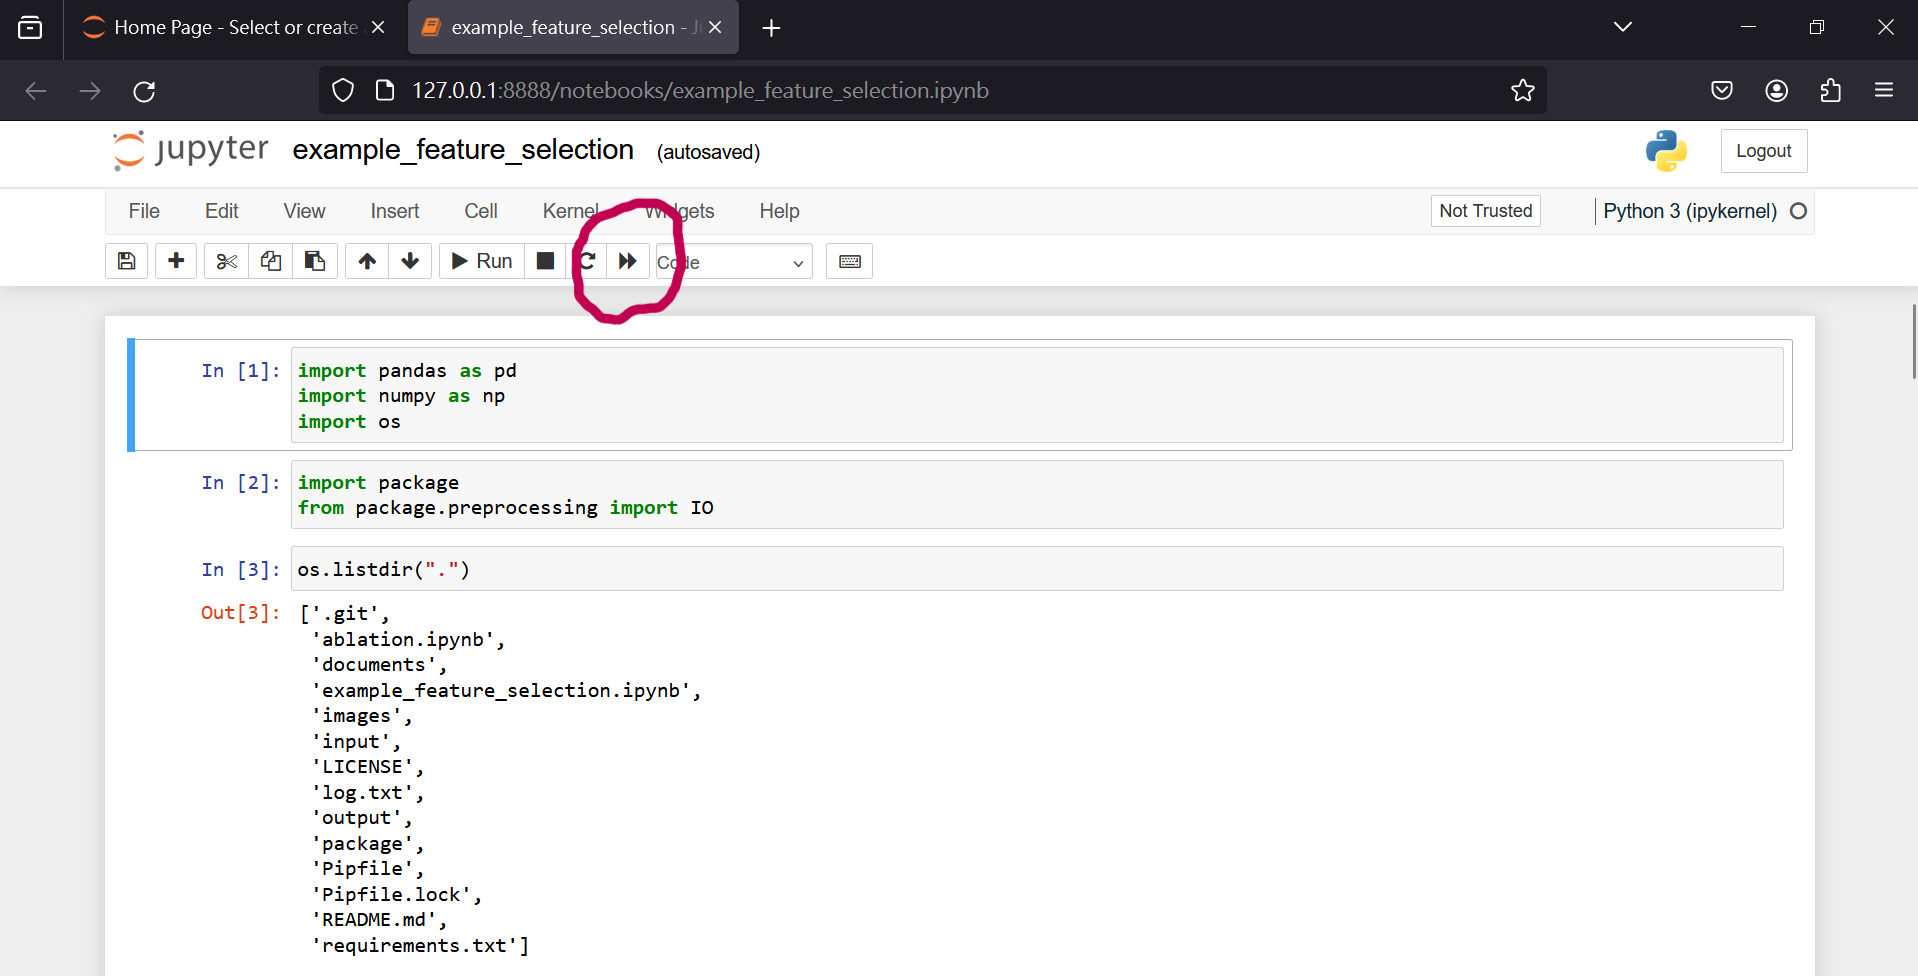 Home Page - Select or create
example_feature_selection - J
127.0.0.1:8888/notebooks/example_feature_selection.ipynb
jupyter example_feature_selection (autosaved)
Logout
File Edit View Insert Cell Kernel Widgets Help
Not Trusted
Python 3 (ipykernel)
Run
Code
In [1]: import pandas as pd
import numpy as np
import os
In [2]: import package
from package.preprocessing import IO
In [3]: os.listdir(".")
Out[3]: ['.git',
'ablation.ipynb',
'documents',
'example_feature_selection.ipynb',
'images',
'input',
'LICENSE',
'log.txt',
'output',
'package',
'Pipfile',
'Pipfile.lock',
'README.md',
'requirements.txt']